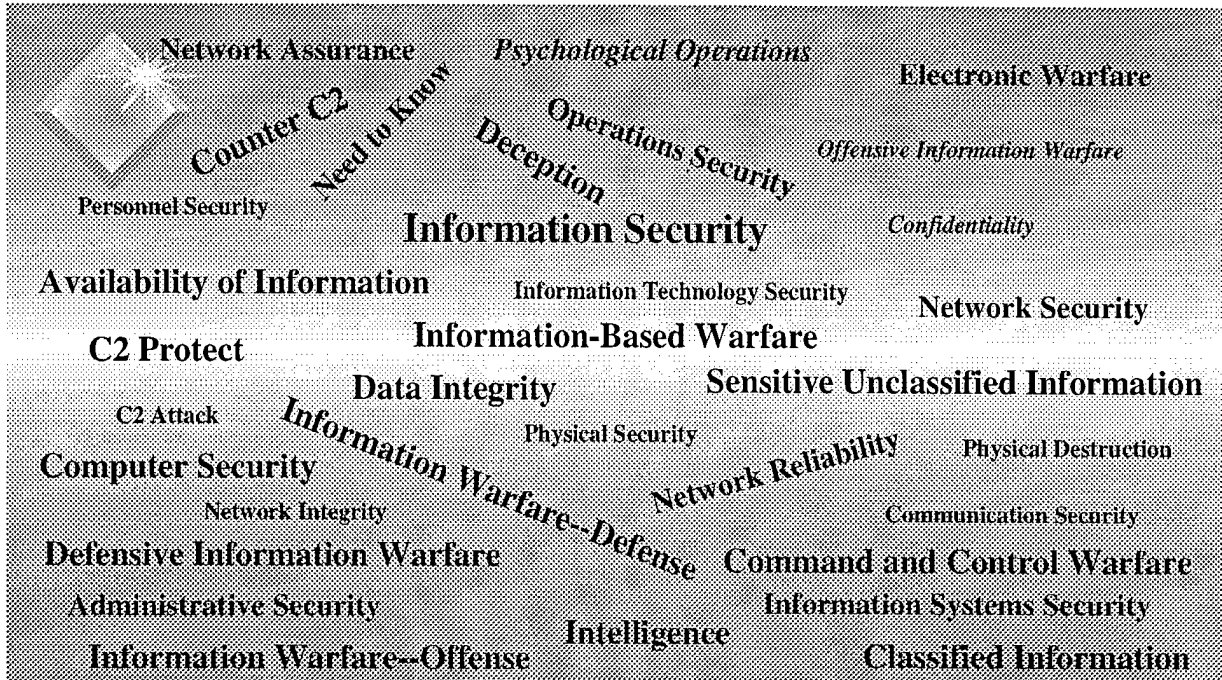 Network Assurance
Psychological Operations
Electronic Warfare
Counter C2
Need to Know
Deception
Operations Security
Offensive Information Warfare
Personnel Security
Information Security
Confidentiality
Availability of Information
Information Technology Security
Network Security
Information-Based Warfare
C2 Protect
Data Integrity
Sensitive Unclassified Information
C2 Attack
Information Warfare--Defense
Physical Security
Network Reliability
Physical Destruction
Computer Security
Network Integrity
Communication Security
Defensive Information Warfare
Command and Control Warfare
Administrative Security
Information Systems Security
Intelligence
Information Warfare--Offense
Classified Information